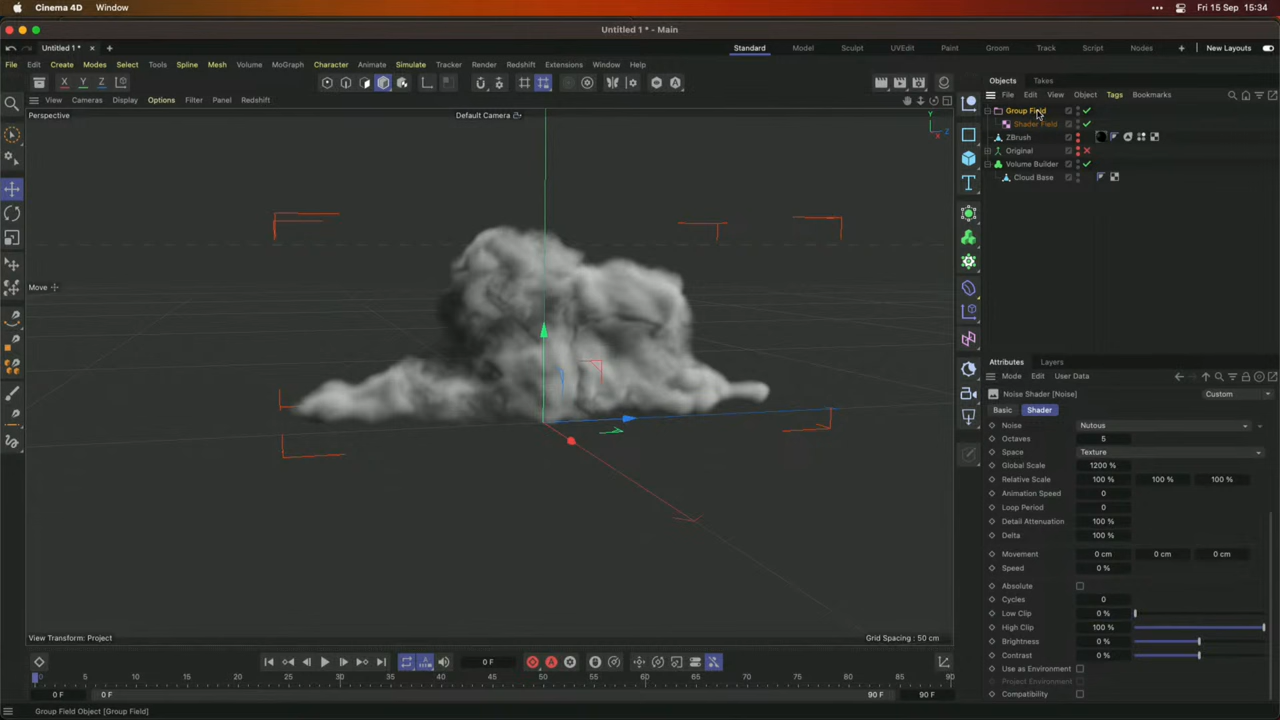 Cinema 4D Window
••• Fri 15 Sep 15:34
Untitled 1 * - Main
Untitled 1 *
Standard Model Sculpt UVEdit Paint Groom Track Script Nodes New Layouts
File Edit Create Modes Select Tools Spline Mesh Volume MoGraph Character Animate Simulate Tracker Render Redshift Extensions Window Help
X Y Z
View Cameras Display Options Filter Panel Redshift
Perspective
Default Camera
Y
Z
X
Move
View Transform: Project
Grid Spacing : 50 cm
Objects Takes
File Edit View Object Tags Bookmarks
Group Field
Shader Field
ZBrush
Original
Volume Builder
Cloud Base
Attributes Layers
Mode Edit User Data
Noise Shader [Noise] Custom
Basic Shader
Noise Nutous
Octaves 5
Space Texture
Global Scale 1200 %
Relative Scale 100 % 100 % 100 %
Animation Speed 0
Loop Period 0
Detail Attenuation 100 %
Delta 100 %
Movement 0 cm 0 cm 0 cm
Speed 0 %
Absolute
Cycles 0
Low Clip 0 %
High Clip 100 %
Brightness 0 %
Contrast 0 %
Use as Environment
Project Environment
Compatibility
0 F
0 5 10 15 20 25 30 35 40 45 50 55 60 65 70 75 80 85 90
0 F 0 F 90 F 90 F
Group Field Object [Group Field]